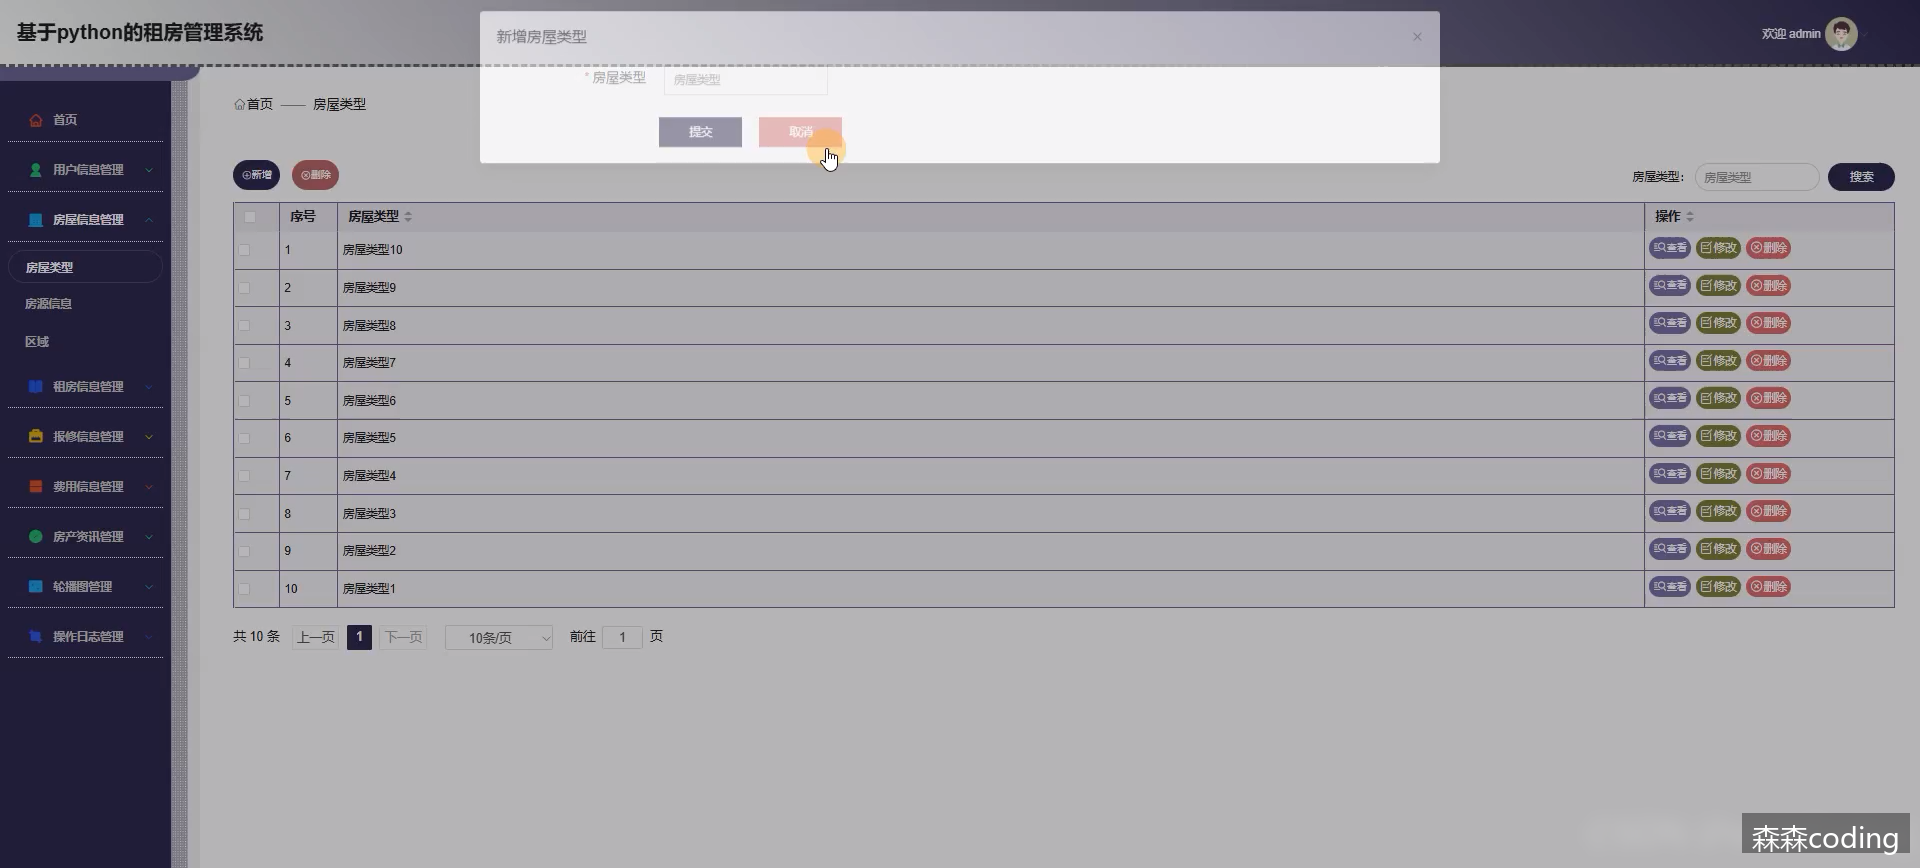 基于python的租房管理系统
欢迎 admin
新增房屋类型
* 房屋类型 房屋类型
提交 取消
首页
用户信息管理
房屋信息管理
房屋类型
房源信息
区域
租房信息管理
报修信息管理
费用信息管理
房产资讯管理
轮播图管理
操作日志管理
首页 —— 房屋类型
新增 删除
房屋类型: 房屋类型 搜索
序号 房屋类型 操作
1 房屋类型10 查看 修改 删除
2 房屋类型9 查看 修改 删除
3 房屋类型8 查看 修改 删除
4 房屋类型7 查看 修改 删除
5 房屋类型6 查看 修改 删除
6 房屋类型5 查看 修改 删除
7 房屋类型4 查看 修改 删除
8 房屋类型3 查看 修改 删除
9 房屋类型2 查看 修改 删除
10 房屋类型1 查看 修改 删除
共 10 条 上一页 1 下一页 10条/页 前往 1 页
森森coding